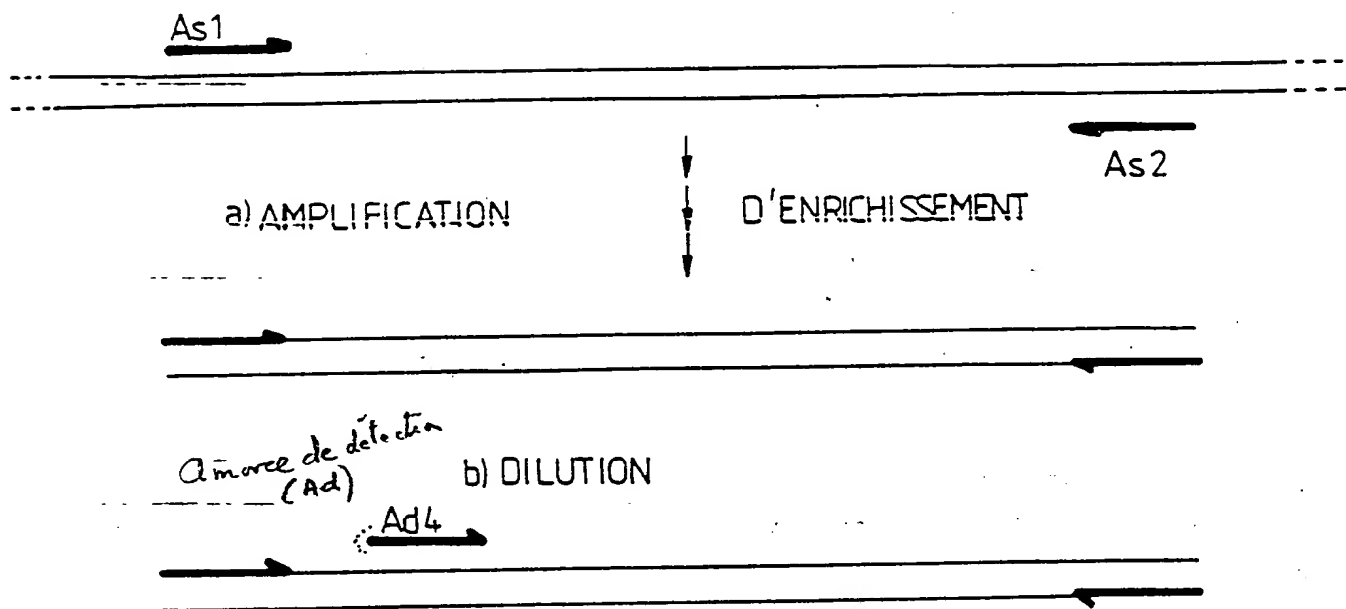 As1
As2
a) AMPLIFICATION D'ENRICHISSEMENT
Amorce de détection
(Ad)
b) DILUTION
Ad4